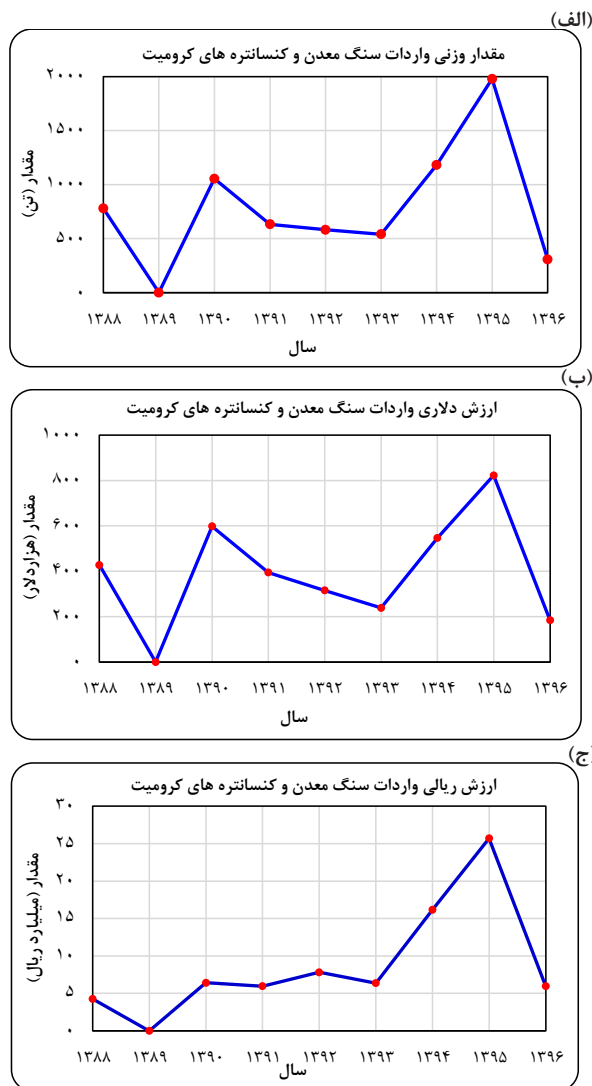 (الف)
مقدار وزنی واردات سنگ معدن و کنسانتره های کرومیت
۲۰۰۰
۱۵۰۰
۱۰۰۰
۵۰۰
۰
مقدار (تن)
۱۳۸۸ ۱۳۸۹ ۱۳۹۰ ۱۳۹۱ ۱۳۹۲ ۱۳۹۳ ۱۳۹۴ ۱۳۹۵ ۱۳۹۶
سال
(ب)
ارزش دلاری واردات سنگ معدن و کنسانتره های کرومیت
۱۰۰۰
۸۰۰
۶۰۰
۴۰۰
۲۰۰
۰
مقدار (هزاردلار)
۱۳۸۸ ۱۳۸۹ ۱۳۹۰ ۱۳۹۱ ۱۳۹۲ ۱۳۹۳ ۱۳۹۴ ۱۳۹۵ ۱۳۹۶
سال
(ج)
ارزش ریالی واردات سنگ معدن و کنسانتره های کرومیت
۳۰
۲۵
۲۰
۱۵
۱۰
۵
۰
مقدار (میلیارد ریال)
۱۳۸۸ ۱۳۸۹ ۱۳۹۰ ۱۳۹۱ ۱۳۹۲ ۱۳۹۳ ۱۳۹۴ ۱۳۹۵ ۱۳۹۶
سال